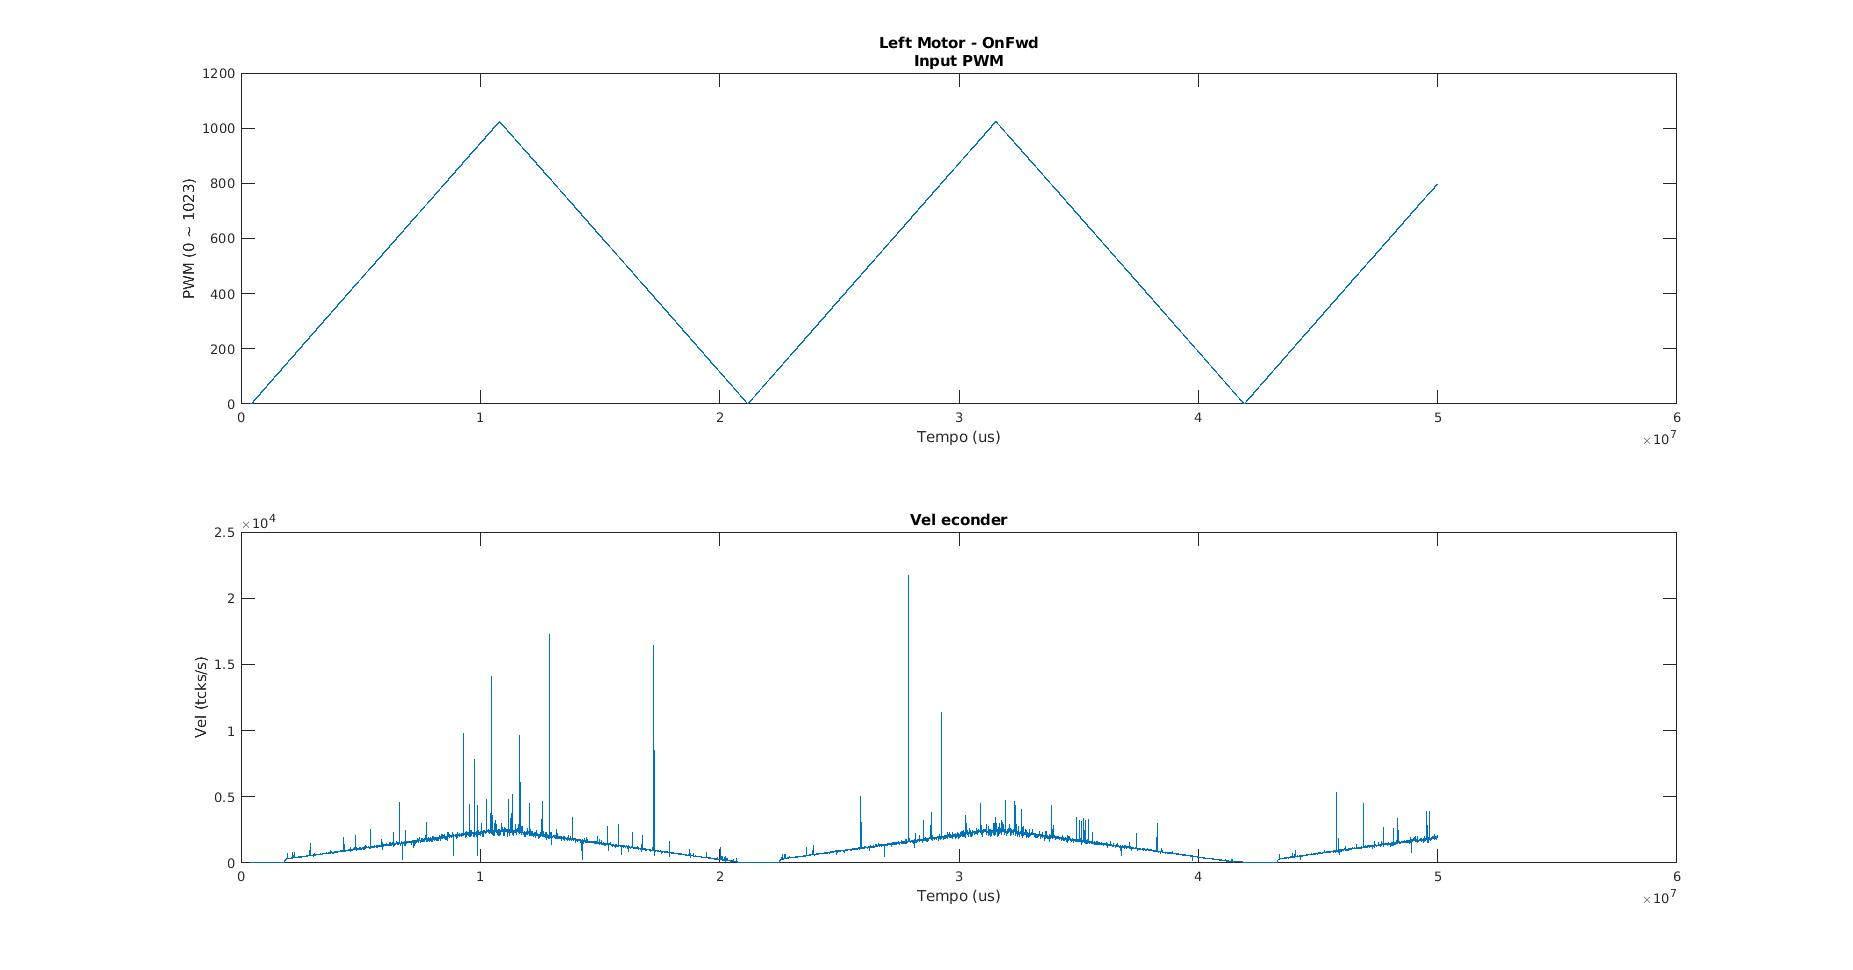 Left Motor - OnFwd
Input PWM
1200
1000
800
600
400
200
0
PWM (0 ~ 1023)
0 1 2 3 4 5 6
Tempo (us)
×10^7
Vel econder
×10^4
2.5
2
1.5
1
0.5
0
Vel (tcks/s)
0 1 2 3 4 5 6
Tempo (us)
×10^7